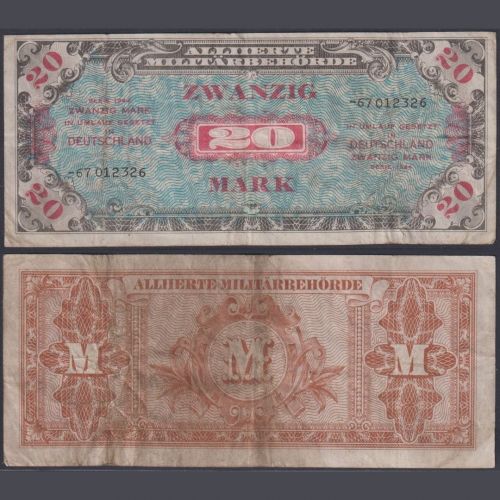 20
ALLIIERTE
MILITÄRBEHÖRDE
20
ZWANZIG
-67012326
SERIE 1944
ZWANZIG MARK
IN UMLAUF GESETZT
IN
DEUTSCHLAND
20
IN UMLAUF GESETZT
IN
DEUTSCHLAND
ZWANZIG MARK
SERIE 1944
-67012326
MARK
20
20
ALLIIERTE MILITÄRBEHÖRDE
M
M
M